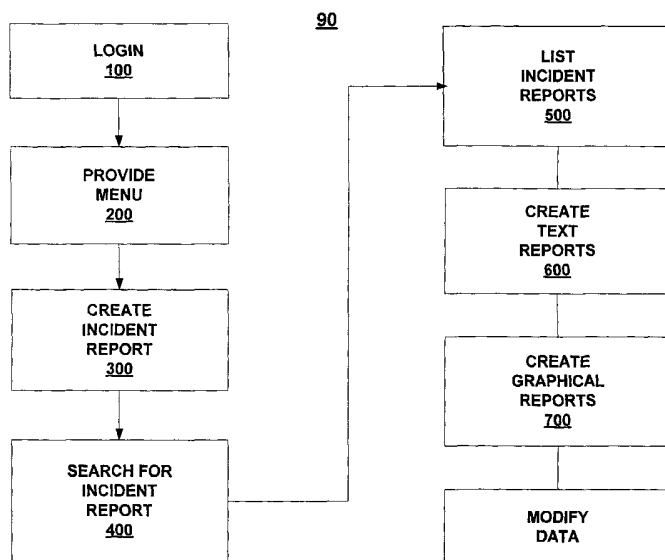 90
LOGIN
100
PROVIDE
MENU
200
CREATE
INCIDENT
REPORT
300
SEARCH FOR
INCIDENT
REPORT
400
LIST
INCIDENT
REPORTS
500
CREATE
TEXT
REPORTS
600
CREATE
GRAPHICAL
REPORTS
700
MODIFY
DATA